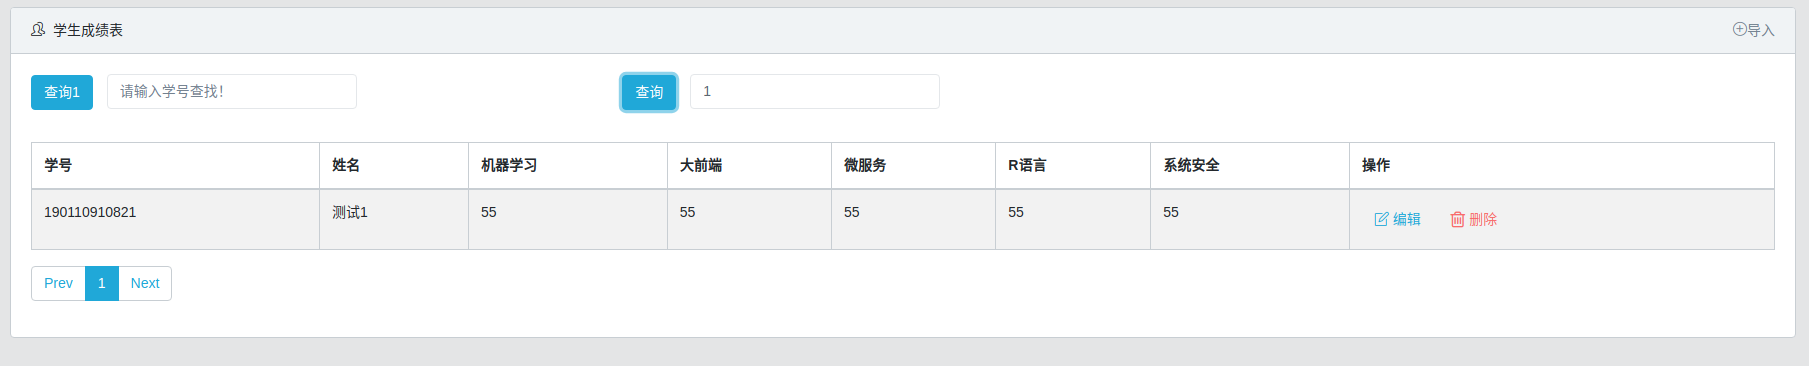 学生成绩表 导入
查询1 请输入学号查找! 查询 1
学号 姓名 机器学习 大前端 微服务 R语言 系统安全 操作
190110910821 测试1 55 55 55 55 55 编辑 删除
Prev 1 Next